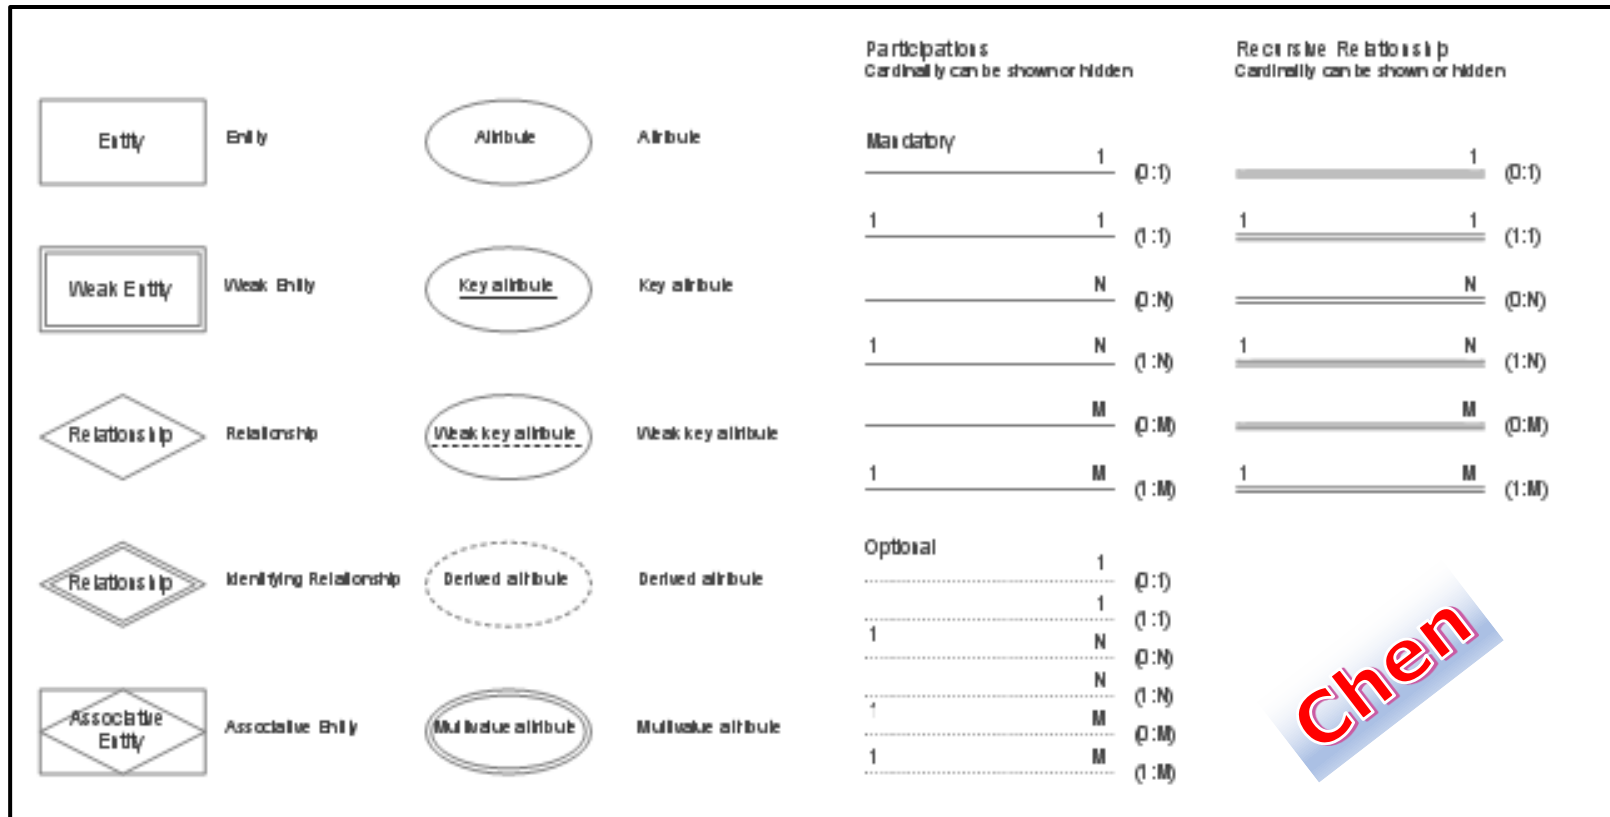 Entity
Entity
Weak Entity
Weak Entity
Relationship
Relationship
Relationship
Identifying Relationship
Associative
Entity
Associative Entity
Attribute
Attribute
Key attribute
Key attribute
Weak key attribute
Weak key attribute
Derived attribute
Derived attribute
Multivalue attribute
Multivalue attribute
Participations
Cardinality can be shown or hidden
Mandatory
1 (0:1)
1 1 (1:1)
N (0:N)
1 N (1:N)
M (0:M)
1 M (1:M)
Optional
1 (0:1)
1 (1:1)
1 N (0:N)
N (1:N)
1 M (0:M)
1 M (1:M)
Recursive Relationship
Cardinality can be shown or hidden
1 (0:1)
1 1 (1:1)
N (0:N)
1 N (1:N)
M (0:M)
1 M (1:M)
Chen